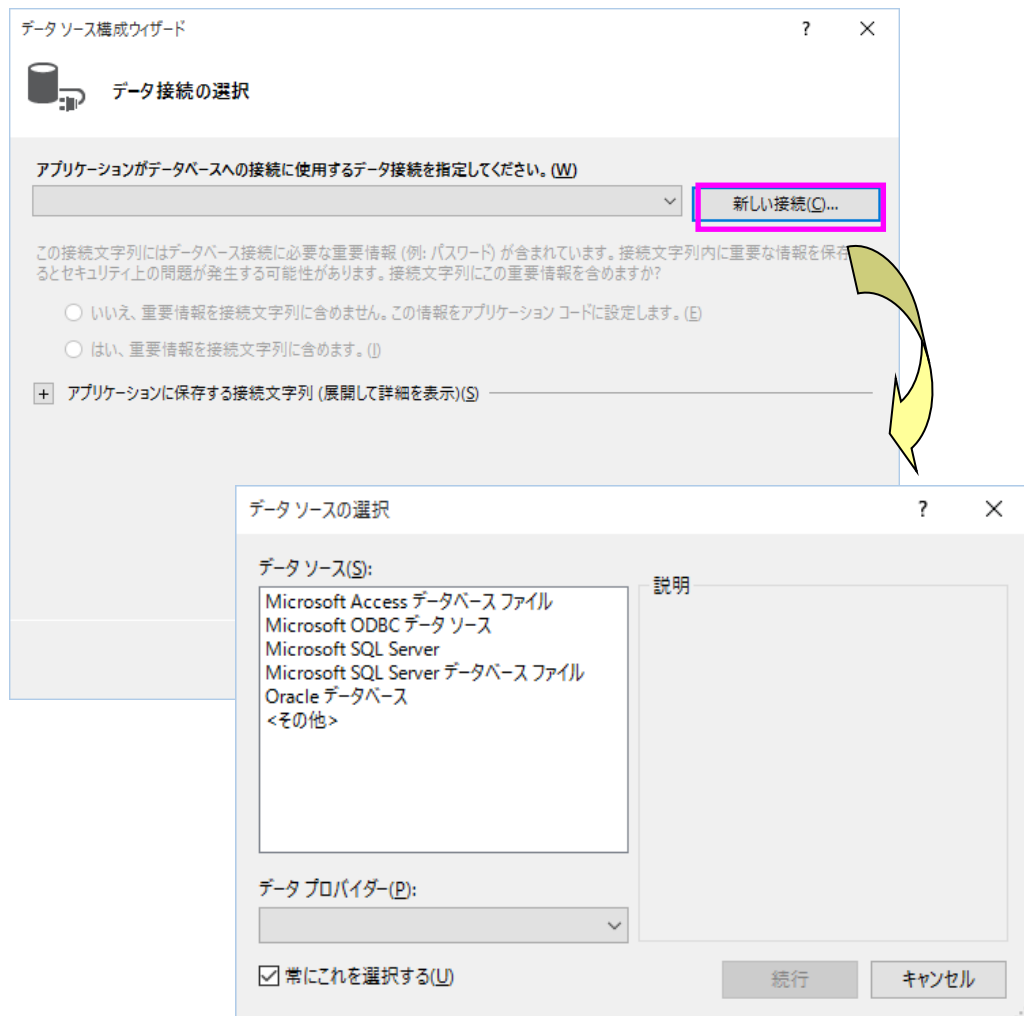 データ ソース構成ウィザード
?
データ接続の選択
アプリケーションがデータベースへの接続に使用するデータ接続を指定してください。(W)
新しい接続(C)...
この接続文字列にはデータベース接続に必要な重要情報 (例: パスワード) が含まれています。接続文字列内に重要な情報を保存
るとセキュリティ上の問題が発生する可能性があります。接続文字列にこの重要情報を含めますか?
いいえ、重要情報を接続文字列に含めません。この情報をアプリケーション コードに設定します。(E)
はい、重要情報を接続文字列に含めます。(I)
アプリケーションに保存する接続文字列 (展開して詳細を表示)(S)
データ ソースの選択
?
データ ソース(S):
説明
Microsoft Access データベース ファイル
Microsoft ODBC データ ソース
Microsoft SQL Server
Microsoft SQL Server データベース ファイル
Oracle データベース
<その他>
データ プロバイダー(P):
常にこれを選択する(U)
続行
キャンセル